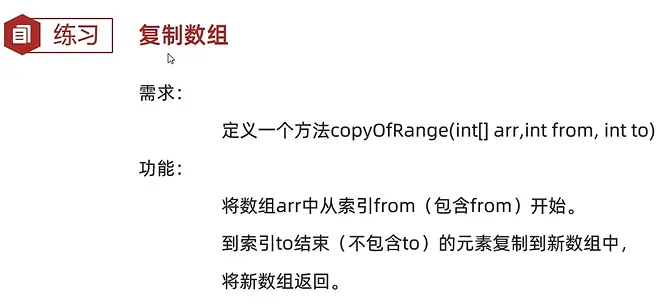 练习 复制数组
需求：
定义一个方法copyOfRange(int[] arr,int from, int to)
功能：
将数组arr中从索引from（包含from）开始。
到索引to结束（不包含to）的元素复制到新数组中，
将新数组返回。